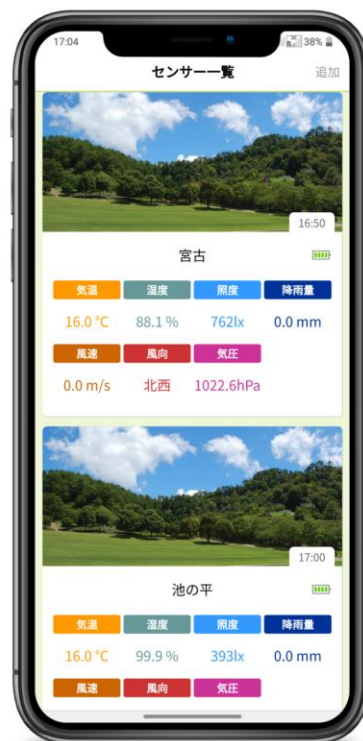 17:04 38%
センサー一覧 追加
16:50
宮古
気温 湿度 照度 降雨量
16.0 °C 88.1 % 762lx 0.0 mm
風速 風向 気圧
0.0 m/s 北西 1022.6hPa
17:00
池の平
気温 湿度 照度 降雨量
16.0 °C 99.9 % 393lx 0.0 mm
風速 風向 気圧